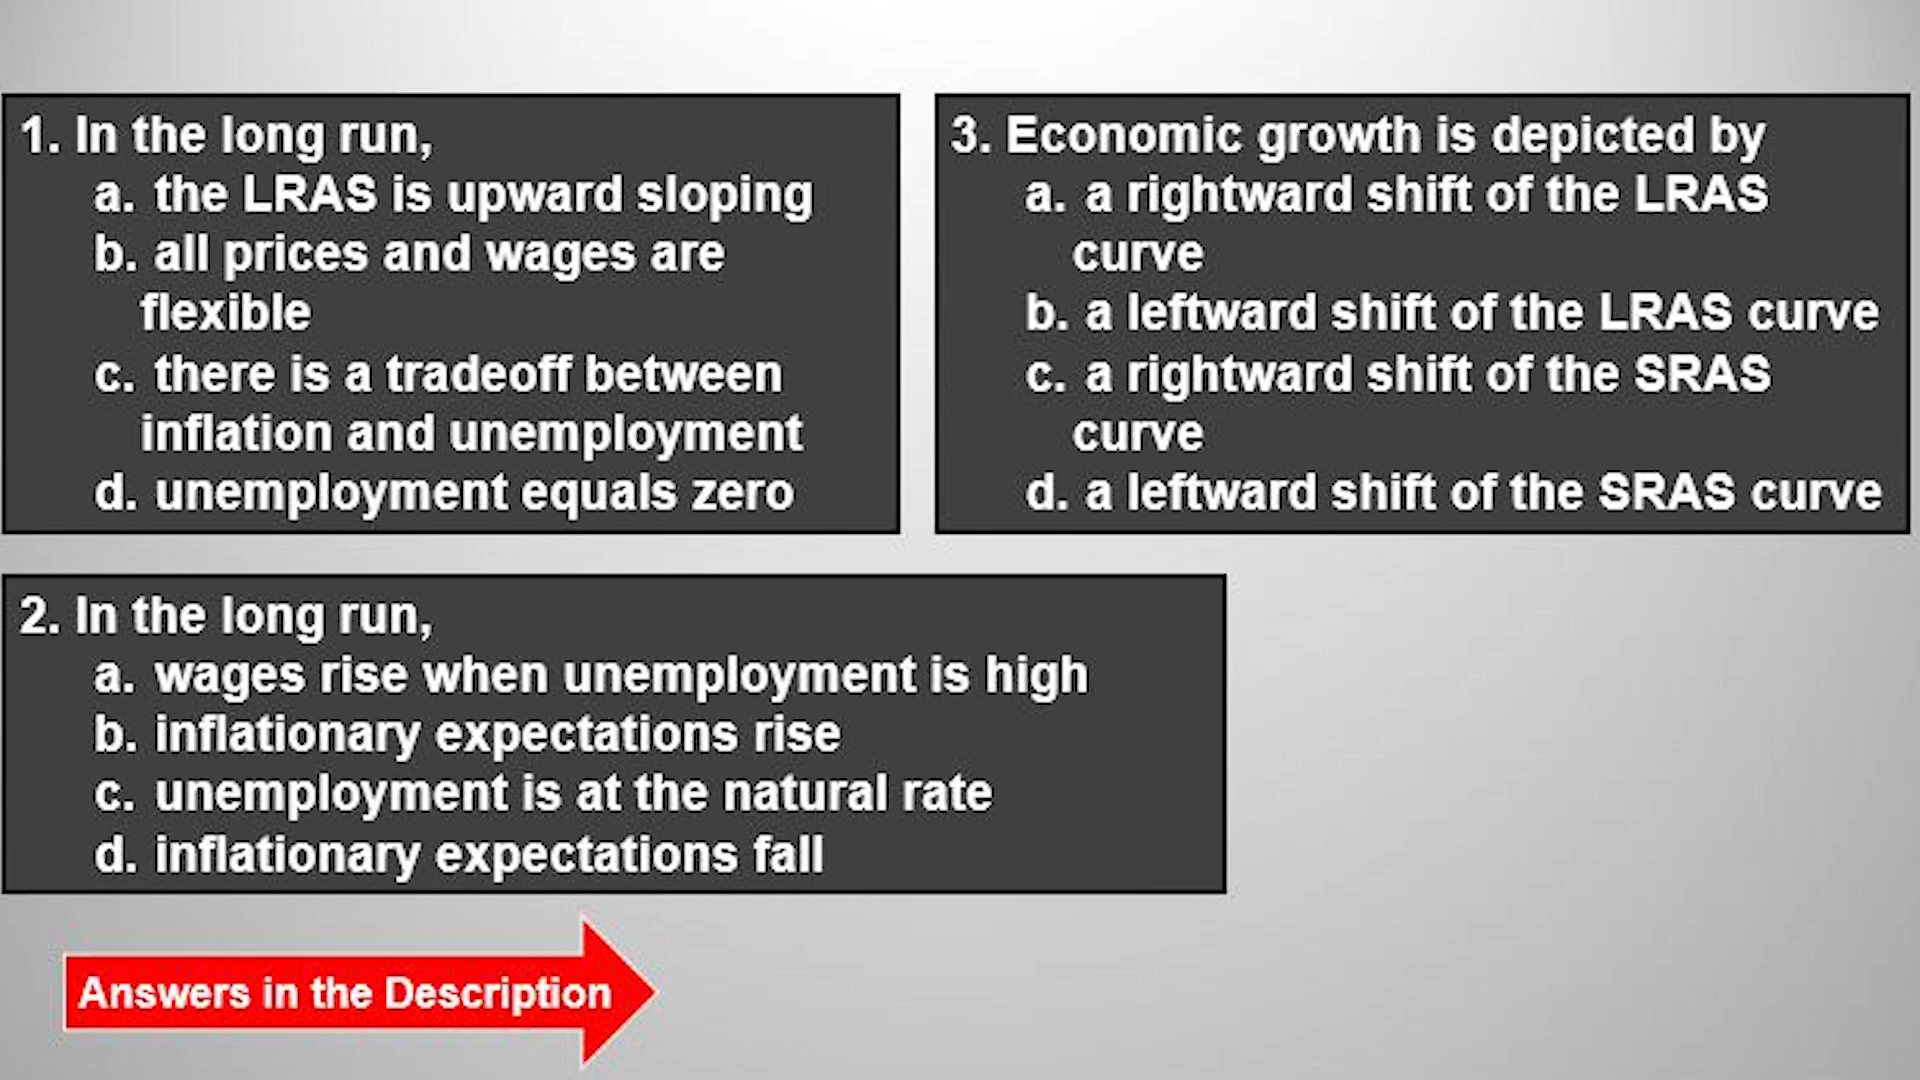 1. In the long run,
a. the LRAS is upward sloping
b. all prices and wages are
flexible
c. there is a tradeoff between
inflation and unemployment
d. unemployment equals zero
2. In the long run,
a. wages rise when unemployment is high
b. inflationary expectations rise
c. unemployment is at the natural rate
d. inflationary expectations fall
3. Economic growth is depicted by
a. a rightward shift of the LRAS
curve
b. a leftward shift of the LRAS curve
c. a rightward shift of the SRAS
curve
d. a leftward shift of the SRAS curve
Answers in the Description